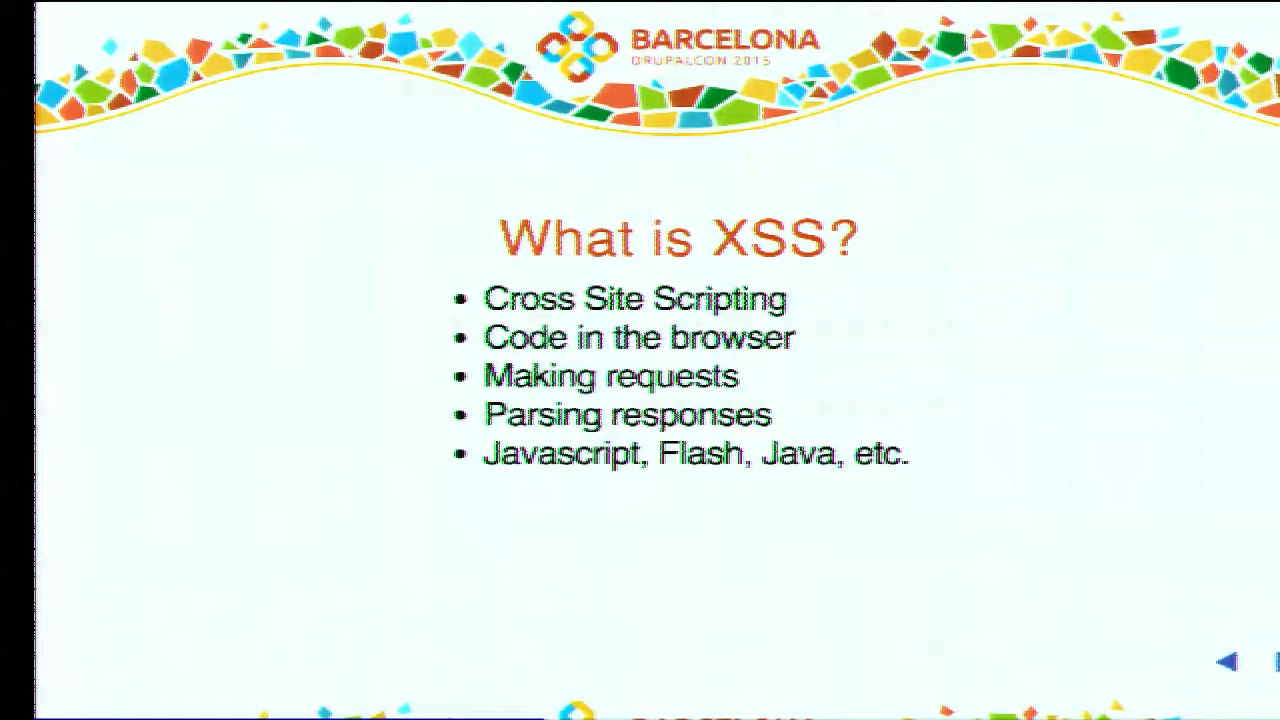 BARCELONA
DRUPALCON 2015
What is XSS?
• Cross Site Scripting
• Code in the browser
• Making requests
• Parsing responses
• Javascript, Flash, Java, etc.